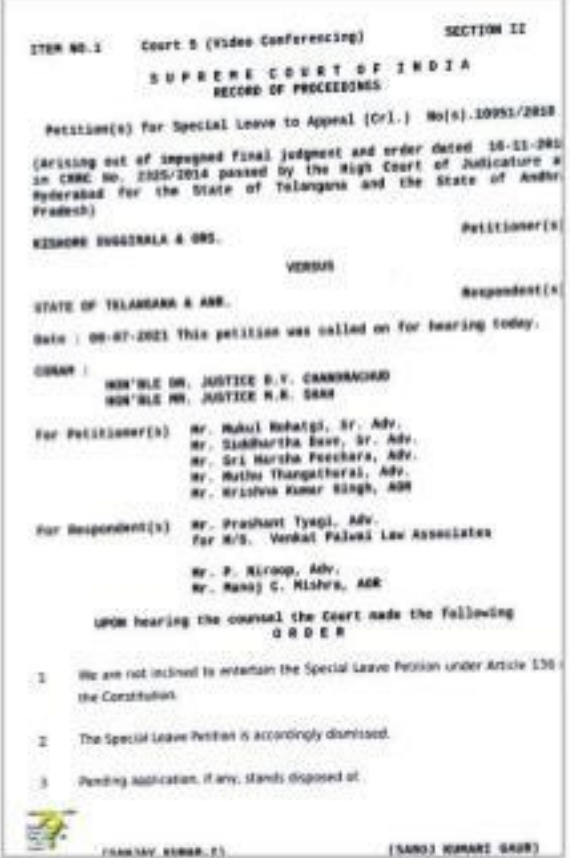 ITEM NO.1 Court 5 (Video Conferencing) SECTION II
S U P R E M E C O U R T O F I N D I A
RECORD OF PROCEEDINGS
Petition(s) for Special Leave to Appeal (Crl.) No(s).10951/2018
(Arising out of impugned final judgment and order dated 16-11-201
in CRRC No. 2325/2014 passed by the High Court of Judicature a
Hyderabad for the State of Telangana and the State of Andhr
Pradesh)
KISHORE DUGGIRALA & ORS. Petitioner(s
VERSUS
STATE OF TELANGANA & ANR. Respondent(s
Date : 08-07-2021 This petition was called on for hearing today.
CORAM :
HON'BLE DR. JUSTICE D.Y. CHANDRACHUD
HON'BLE MR. JUSTICE M.R. SHAH
For Petitioner(s) Mr. Mukul Rohatgi, Sr. Adv.
Mr. Siddhartha Dave, Sr. Adv.
Mr. Sri Harsha Peechara, Adv.
Mr. Muthu Thangathurai, Adv.
Mr. Krishna Kumar Singh, AOR
For Respondent(s) Mr. Prashant Tyagi, Adv.
for M/S. Venkat Palwai Law Associates
Mr. P. Niroop, Adv.
Mr. Manoj C. Mishra, AOR
UPON hearing the counsel the Court made the following
O R D E R
1 We are not inclined to entertain the Special Leave Petition under Article 136
the Constitution.
2 The Special Leave Petition is accordingly dismissed.
3 Pending application, if any, stands disposed of.
(SANJAY KUMAR-I) (SAROJ KUMARI GAUR)